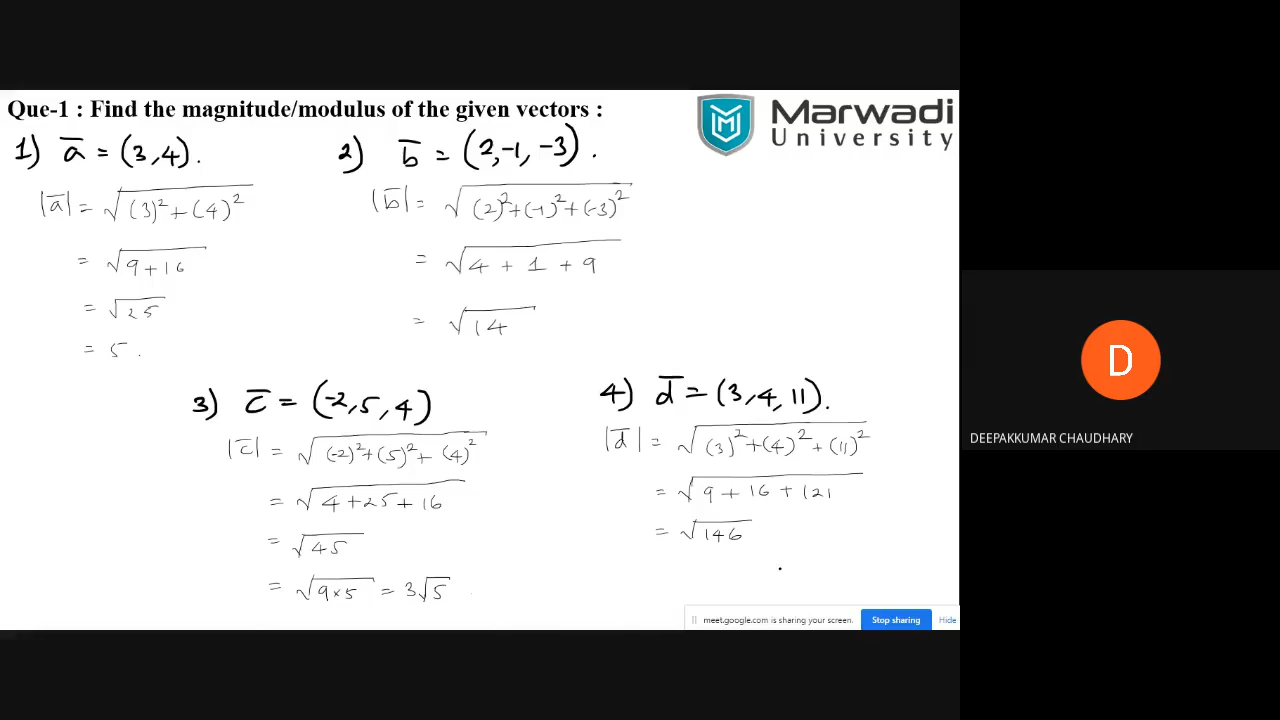 Que-1 : Find the magnitude/modulus of the given vectors :
Marwadi
University
1) a̅ = (3,4).
|a̅| = √((3)² + (4)²)
= √(9+16)
= √25
= 5.
2) b̅ = (2,-1, -3).
|b̅| = √((2)²+(-1)²+(-3)²)
= √(4 + 1 + 9)
= √14
3) c̅ = (-2,5,4)
|c̅| = √((-2)²+(5)²+(4)²)
= √(4+25+16)
= √45
= √(9×5) = 3√5
4) d̅ = (3,4,11).
|d̅| = √((3)²+(4)²+(11)²)
= √(9+16+121)
= √146
meet.google.com is sharing your screen. Stop sharing Hide
D
DEEPAKKUMAR CHAUDHARY